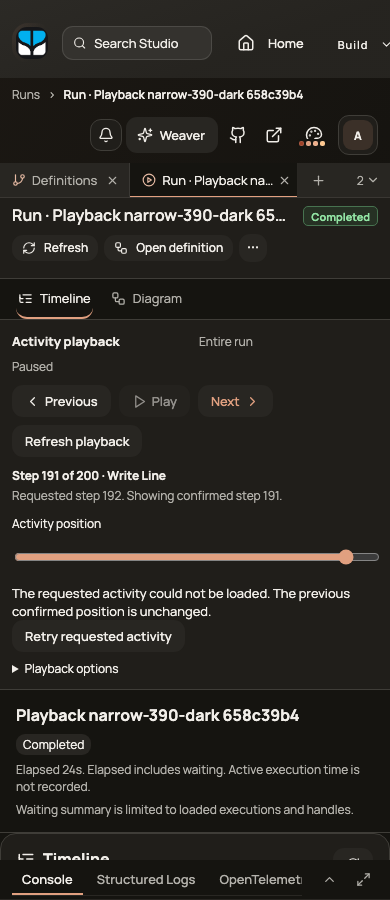 Search Studio
Home
Build
Runs > Run · Playback narrow-390-dark 658c39b4
Weaver
A
Definitions
Run · Playback na...
2
Run · Playback narrow-390-dark 65...
Completed
Refresh
Open definition
...
Timeline
Diagram
Activity playback
Entire run
Paused
Previous
Play
Next
Refresh playback
Step 191 of 200 · Write Line
Requested step 192. Showing confirmed step 191.
Activity position
The requested activity could not be loaded. The previous
confirmed position is unchanged.
Retry requested activity
Playback options
Playback narrow-390-dark 658c39b4
Completed
Elapsed 24s. Elapsed includes waiting. Active execution time is
not recorded.
Waiting summary is limited to loaded executions and handles.
Timeline
Console
Structured Logs
OpenTelemet